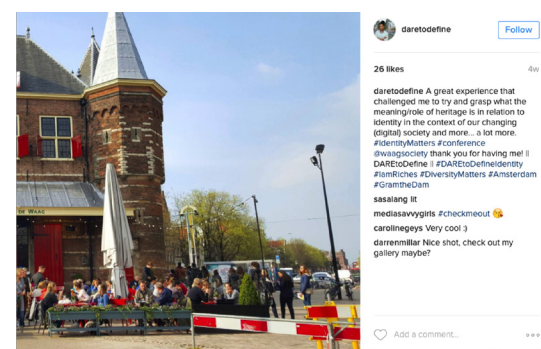 daretodefine
Follow
26 likes
4w
daretodefine A great experience that
challenged me to try and grasp what the
meaning/role of heritage is in relation to
identity in the context of our changing
(digital) society and more... a lot more.
#IdentityMatters #conference
@waagsociety thank you for having me! ||
DAREtoDefine || #DAREtoDefineIdentity
#IamRiches #DiversityMatters #Amsterdam
#GramtheDam
sasalang lit
mediasavvygirls #checkmeout 😘
carolinegeys Very cool :)
darrenmillar Nice shot, check out my
gallery maybe?
Add a comment...
DE WAAG